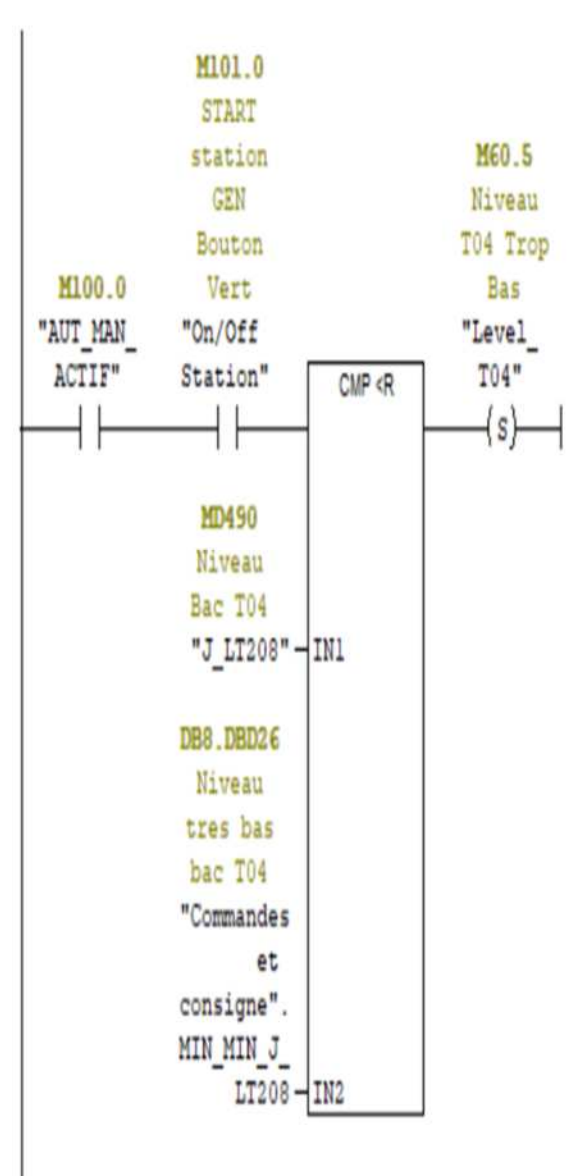 M101.0
START
station
GEN
Bouton
Vert
"On/Off
Station"
M100.0
"AUT_MAN_
ACTIF"
M60.5
Niveau
T04 Trop
Bas
"Level_
T04"
CMP <R
S
MD490
Niveau
Bac T04
"J_LT208"
IN1
DB8.DBD26
Niveau
tres bas
bac T04
"Commandes
et
consigne".
MIN_MIN_J_
LT208
IN2